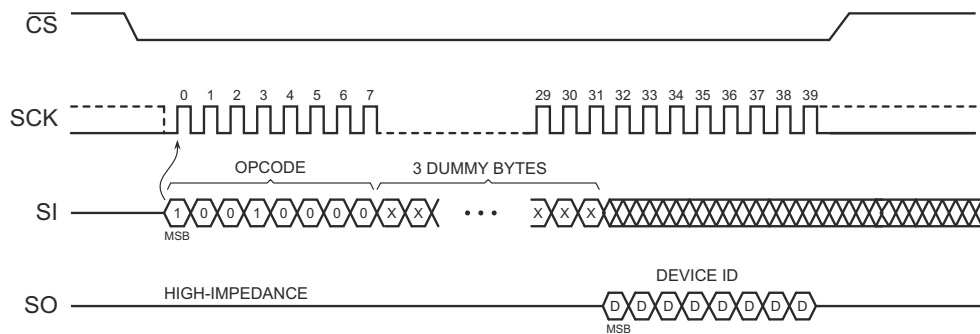 CS
SCK
0 1 2 3 4 5 6 7 29 30 31 32 33 34 35 36 37 38 39
OPCODE 3 DUMMY BYTES
SI
1 0 0 1 0 0 0 0 X X • • • X X X
MSB
DEVICE ID
SO
HIGH-IMPEDANCE
D D D D D D D D
MSB